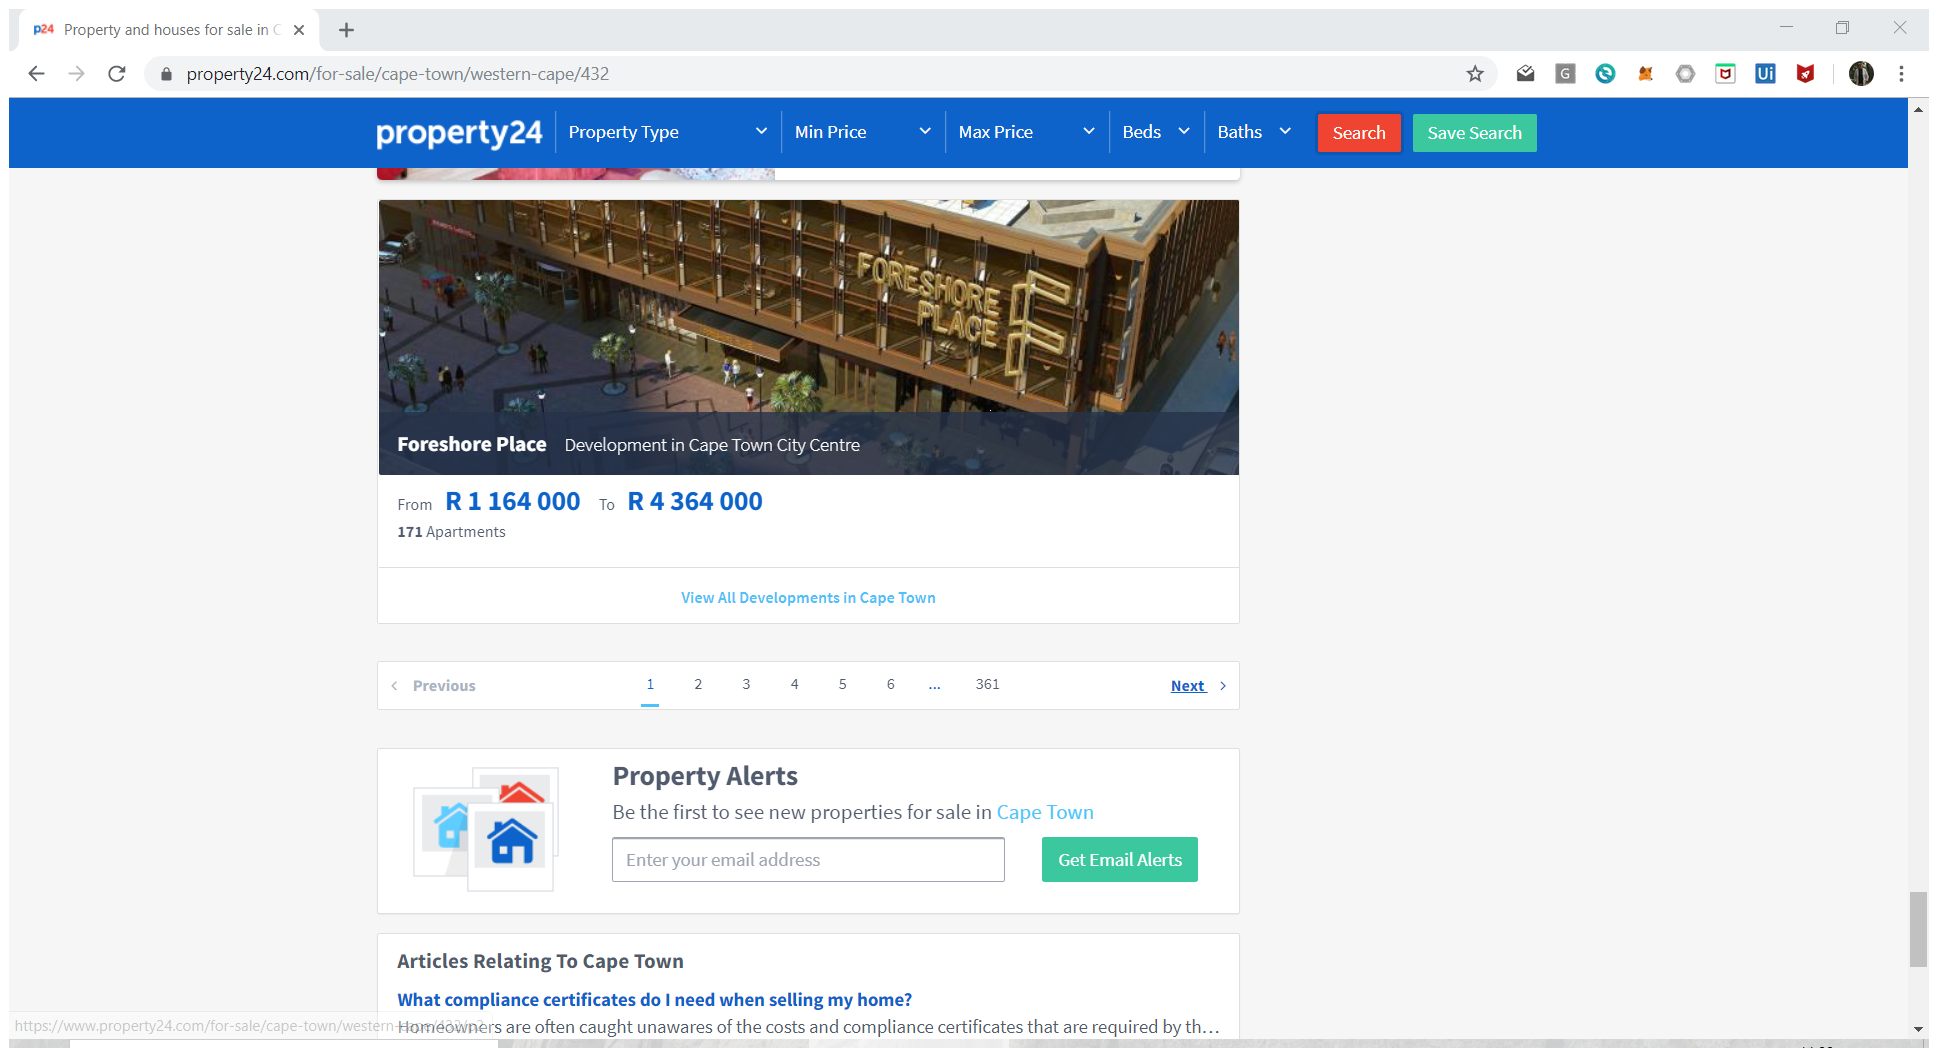 p24 Property and houses for sale in C
property24.com/for-sale/cape-town/western-cape/432
G
Ui
property24
Property Type
Min Price
Max Price
Beds
Baths
Search
Save Search
FORESHORE
PLACE
Foreshore Place Development in Cape Town City Centre
From R 1 164 000 To R 4 364 000
171 Apartments
View All Developments in Cape Town
Previous 1 2 3 4 5 6 ... 361 Next
Property Alerts
Be the first to see new properties for sale in Cape Town
Enter your email address
Get Email Alerts
Articles Relating To Cape Town
What compliance certificates do I need when selling my home?
Homeowners are often caught unawares of the costs and compliance certificates that are required by th...
https://www.property24.com/for-sale/cape-town/western-cape/432/p2